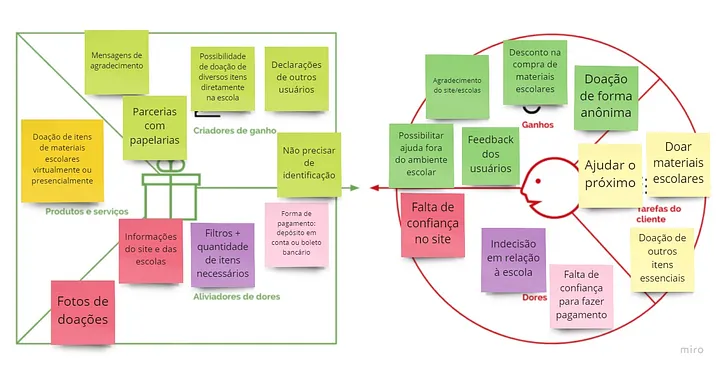 Mensagens de
agradecimento
Possibilidade
de doação de
diversos itens
diretamente
na escola
Declarações
de outros
usuários
Parcerias
com
papelarias
Criadores de ganho
Doação de itens
de materiais
escolares
virtualmente ou
presencialmente
Não precisar
de
identificação
Produtos e serviços
Informações
do site e das
escolas
Filtros +
quantidade
de itens
necessários
Forma de
pagamento:
depósito em
conta ou boleto
bancário
Aliviadores de dores
Fotos de
doações
Agradecimento
do site/escolas
Desconto na
compra de
materiais
escolares
Doação
de forma
anônima
Ganhos
Possibilitar
ajuda fora
do ambiente
escolar
Feedback
dos
usuários
Ajudar o
próximo
Doar
materiais
escolares
Tarefas do
cliente
Falta de
confiança
no site
Indecisão
em relação
à escola
Doação de
outros
itens
essenciais
Dores
Falta de
confiança
para fazer
pagamento
miro